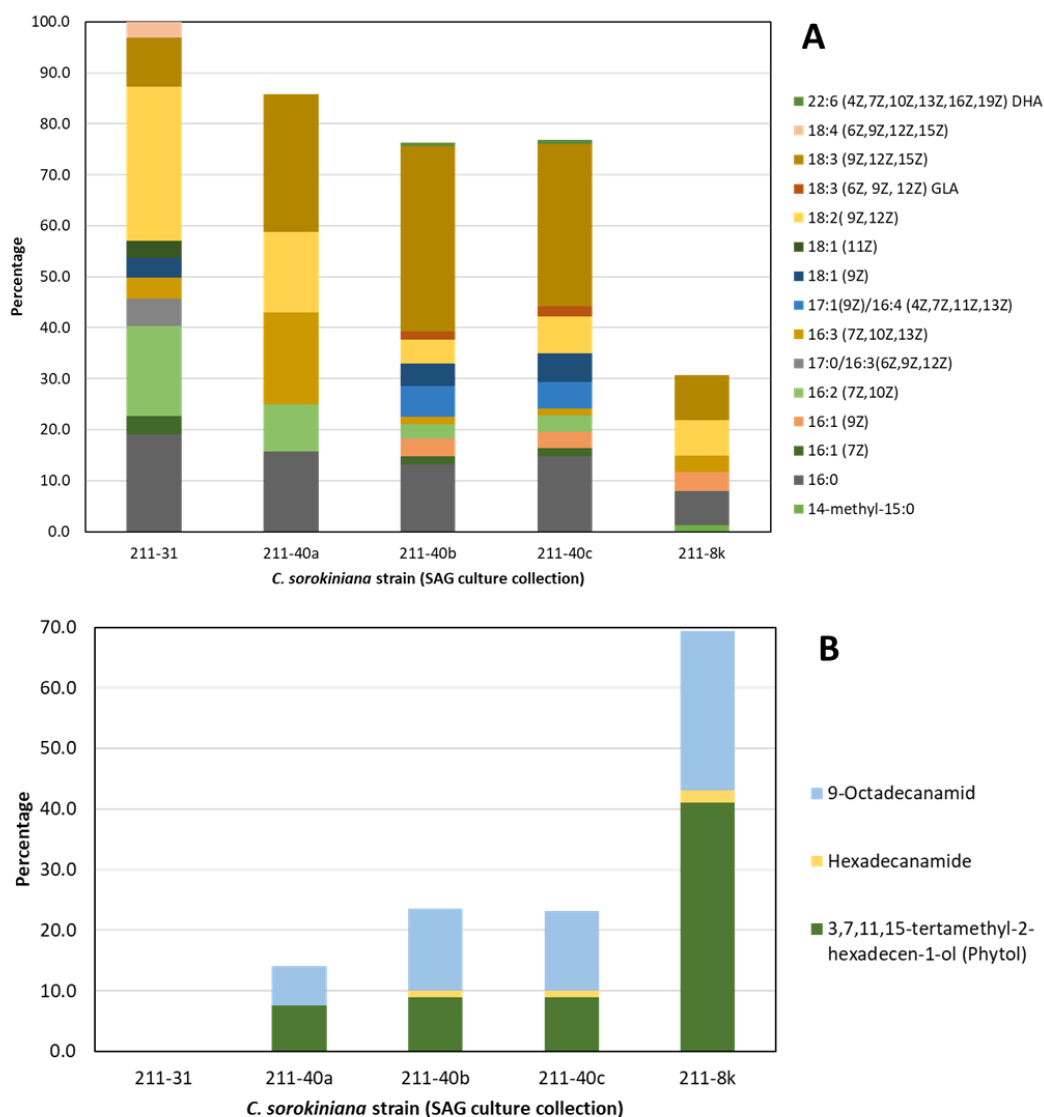 A
100.0
90.0
80.0
70.0
60.0
50.0
40.0
30.0
20.0
10.0
0.0
Percentage
211-31
211-40a
211-40b
211-40c
211-8k
C. sorokiniana strain (SAG culture collection)
22:6 (4Z,7Z,10Z,13Z,16Z,19Z) DHA
18:4 (6Z,9Z,12Z,15Z)
18:3 (9Z,12Z,15Z)
18:3 (6Z, 9Z, 12Z) GLA
18:2( 9Z,12Z)
18:1 (11Z)
18:1 (9Z)
17:1(9Z)/16:4 (4Z,7Z,11Z,13Z)
16:3 (7Z,10Z,13Z)
17:0/16:3(6Z,9Z,12Z)
16:2 (7Z,10Z)
16:1 (9Z)
16:1 (7Z)
16:0
14-methyl-15:0
B
70.0
60.0
50.0
40.0
30.0
20.0
10.0
0.0
Percentage
211-31
211-40a
211-40b
211-40c
211-8k
C. sorokiniana strain (SAG culture collection)
9-Octadecanamid
Hexadecanamide
3,7,11,15-tertamethyl-2-
hexadecen-1-ol (Phytol)